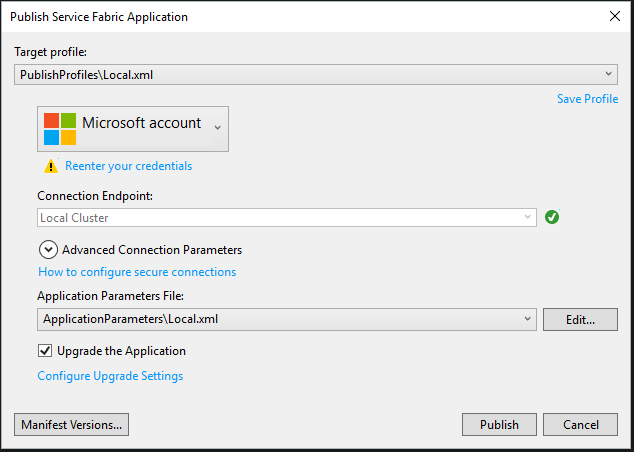 Publish Service Fabric Application
Target profile:
PublishProfiles\Local.xml
Save Profile
Microsoft account
Reenter your credentials
Connection Endpoint:
Local Cluster
Advanced Connection Parameters
How to configure secure connections
Application Parameters File:
ApplicationParameters\Local.xml
Edit...
Upgrade the Application
Configure Upgrade Settings
Manifest Versions...
Publish
Cancel